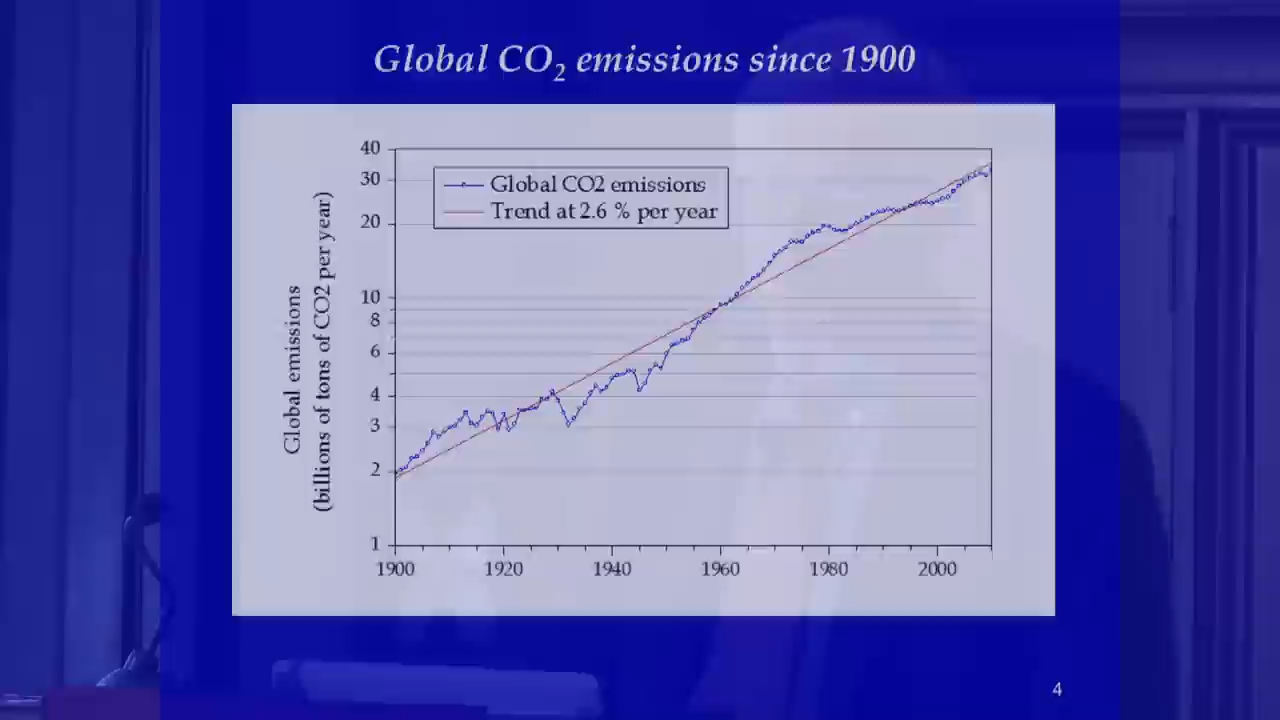 Global CO₂ emissions since 1900
Global emissions
(billions of tons of CO2 per year)
40
30
20
10
8
6
4
3
2
1
Global CO2 emissions
Trend at 2.6 % per year
1900 1920 1940 1960 1980 2000
4